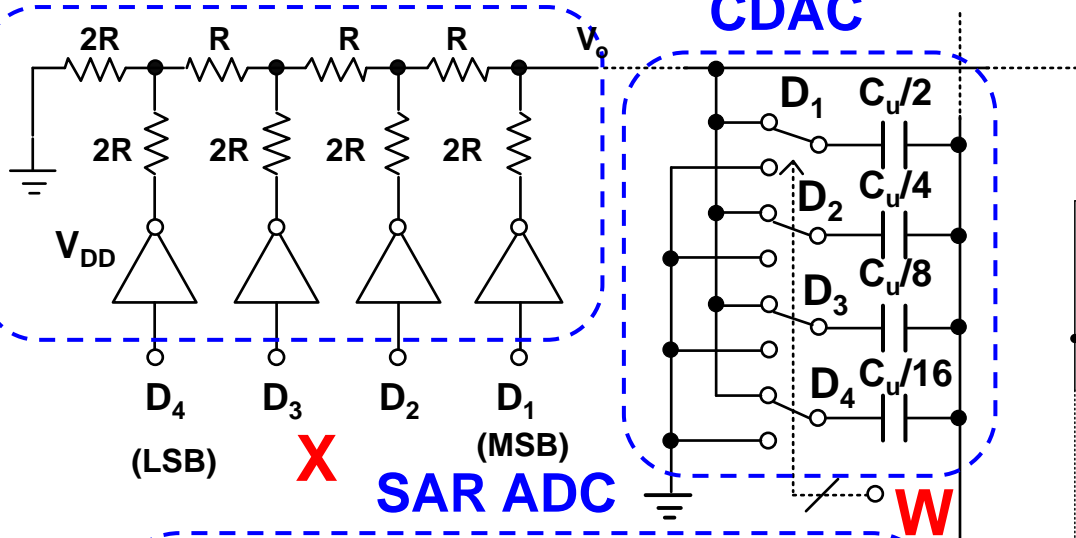 CDAC
2R R R R Vo
D1 Cu/2
2R 2R 2R 2R
D2 Cu/4
VDD
Cu/8
D3
D4 Cu/16
D4 D3 D2 D1
(LSB) (MSB)
X
SAR ADC
W